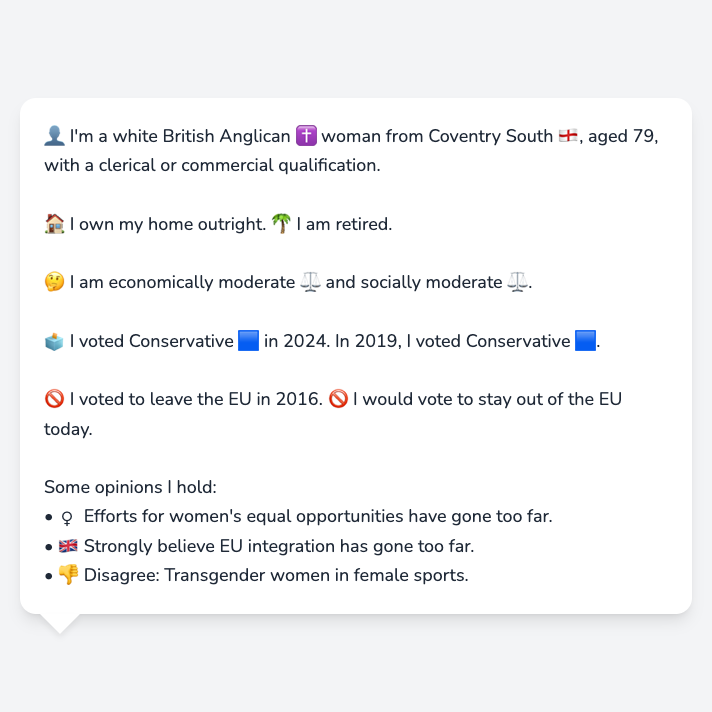 👤 I'm a white British Anglican ✝️ woman from Coventry South 🏴󠁧󠁢󠁥󠁮󠁧󠁿, aged 79,
with a clerical or commercial qualification.
🏠 I own my home outright. 🌴 I am retired.
🤔 I am economically moderate ⚖️ and socially moderate ⚖️.
🗳️ I voted Conservative 🟦 in 2024. In 2019, I voted Conservative 🟦.
🚫 I voted to leave the EU in 2016. 🚫 I would vote to stay out of the EU
today.
Some opinions I hold:
• ♀ Efforts for women's equal opportunities have gone too far.
• 🇬🇧 Strongly believe EU integration has gone too far.
• 👎 Disagree: Transgender women in female sports.